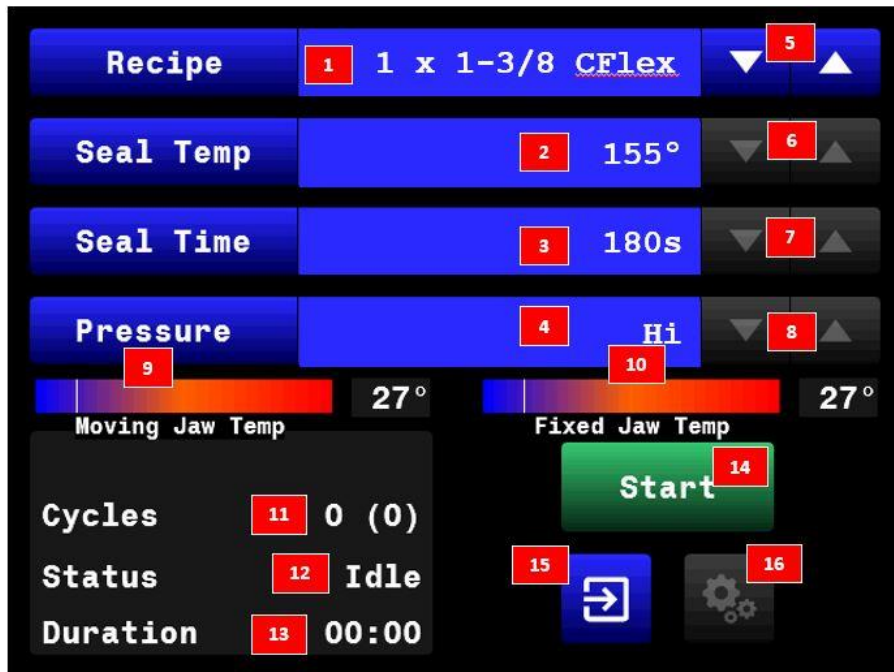 Recipe 1 1 x 1-3/8 CFlex 5
Seal Temp 2 155° 6
Seal Time 3 180s 7
Pressure 4 Hi 8
9 10
27° 27°
Moving Jaw Temp Fixed Jaw Temp
Start 14
Cycles 11 0 (0)
Status 12 Idle 15 16
Duration 13 00:00